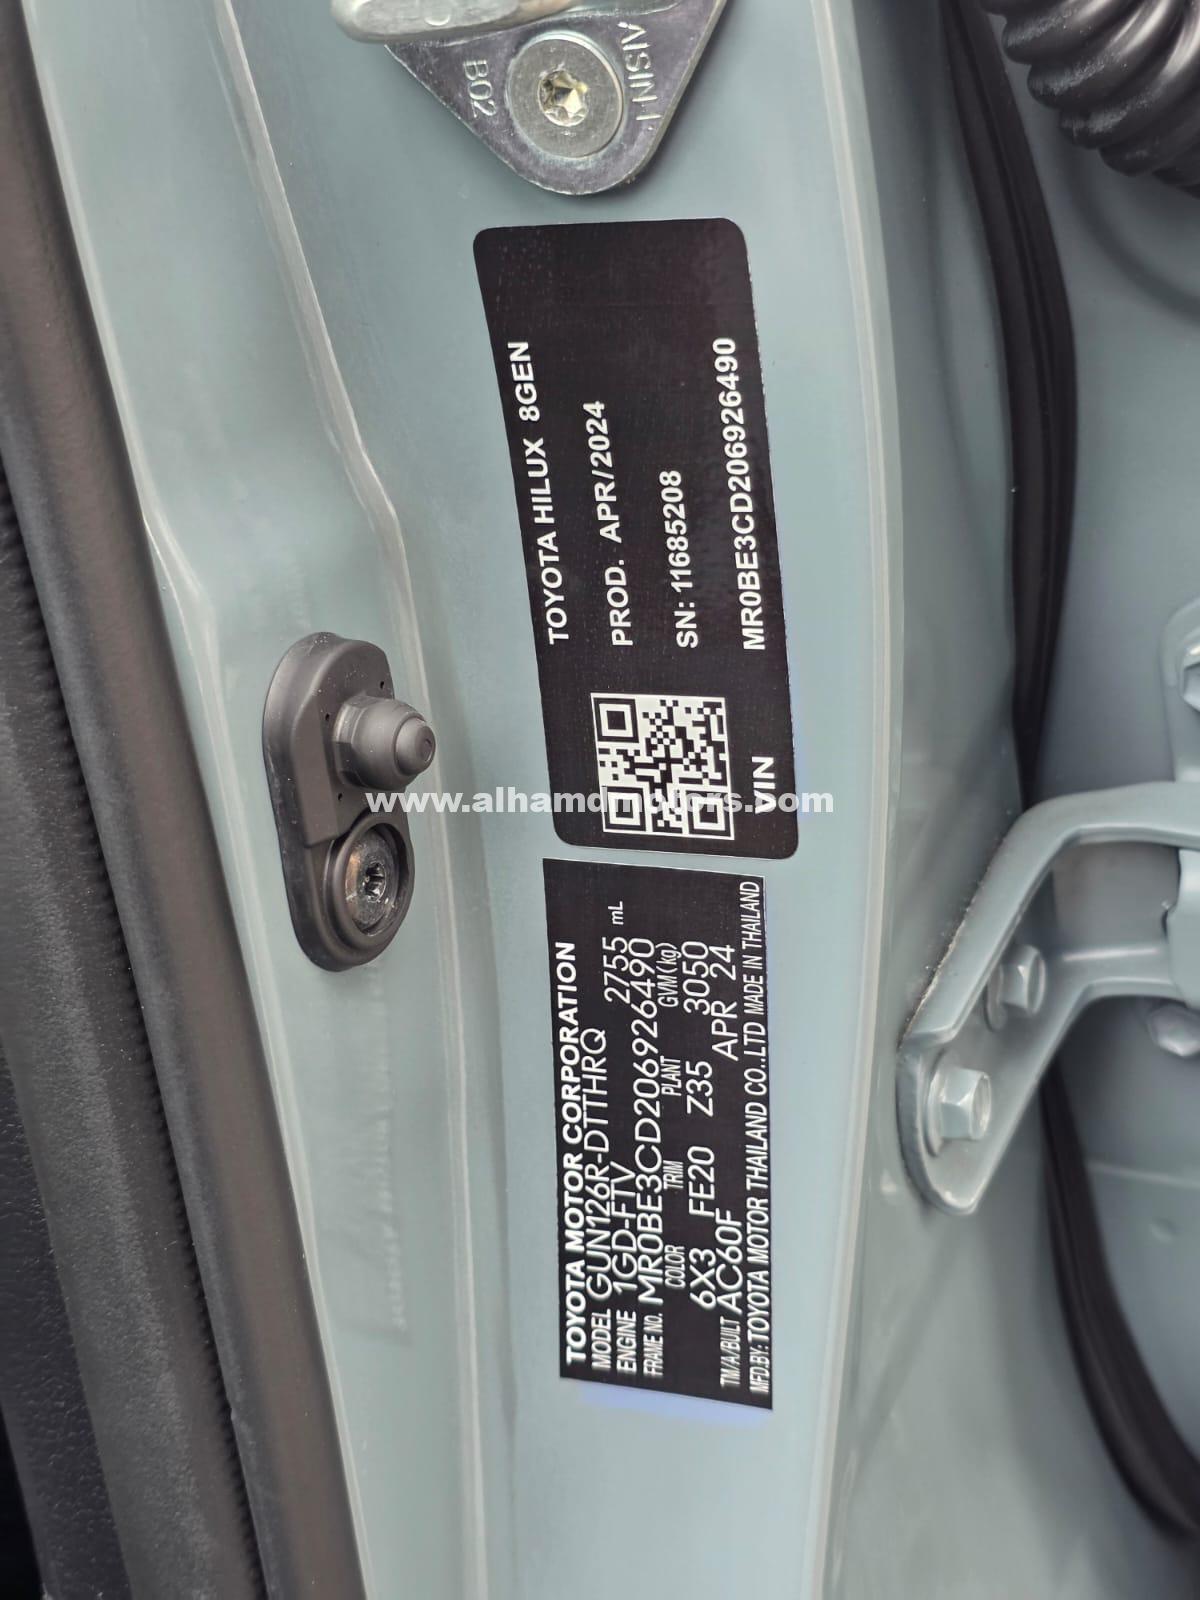 AISIN-T
B02
TOYOTA HILUX 8GEN
PROD. APR/2024
SN: 11685208
MR0BE3CD206926490
VIN
www.alhamdmotors.com
TOYOTA MOTOR CORPORATION
MODEL GUN126R-DTTHRQ
ENGINE 1GD-FTV 2755 mL
FRAME NO. MR0BE3CD206926490
COLOR TRIM PLANT GVM(kg)
6X3 FE20 Z35 3050
TM/A/BUILT AC60F APR 24
MFD.BY:TOYOTA MOTOR THAILAND CO.,LTD MADE IN THAILAND